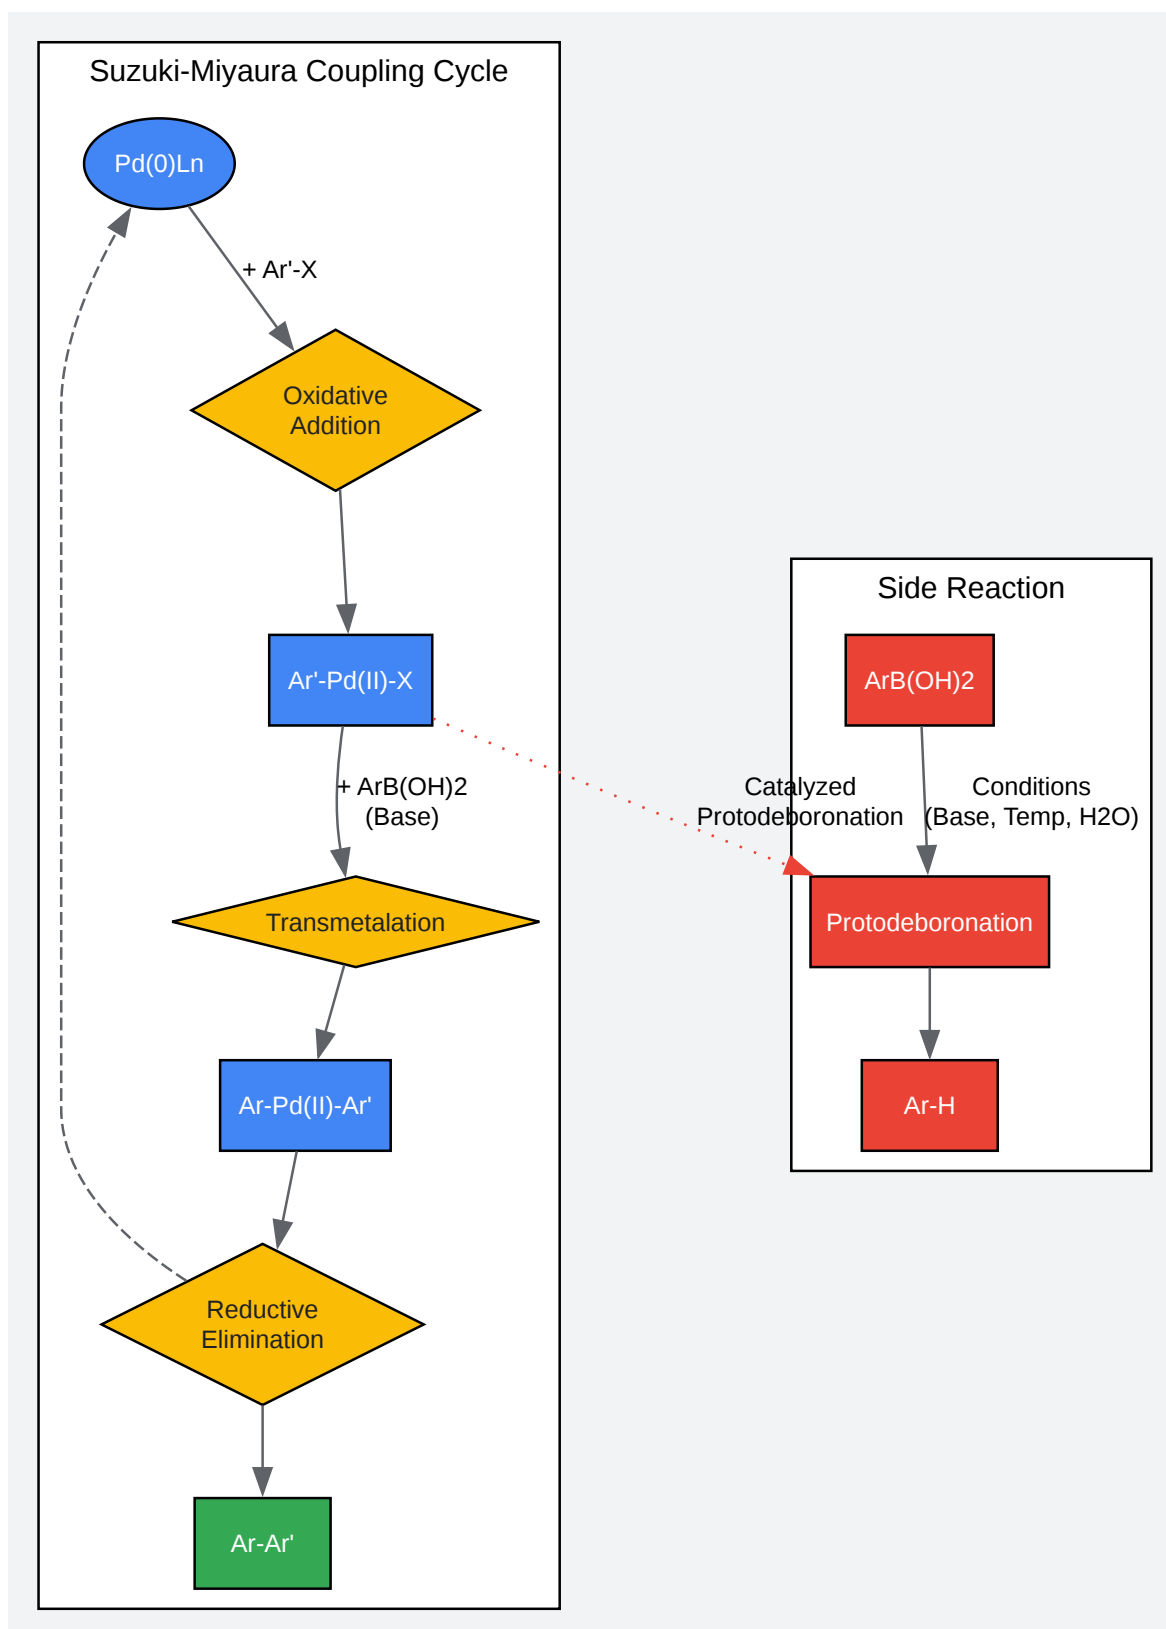 Suzuki-Miyaura Coupling Cycle
Pd(0)Ln
+ Ar'-X
Oxidative
Addition
Ar'-Pd(II)-X
+ ArB(OH)2
(Base)
Transmetalation
Ar-Pd(II)-Ar'
Reductive
Elimination
Ar-Ar'
Side Reaction
ArB(OH)2
Catalyzed
Protodeboronation
Conditions
(Base, Temp, H2O)
Protodeboronation
Ar-H